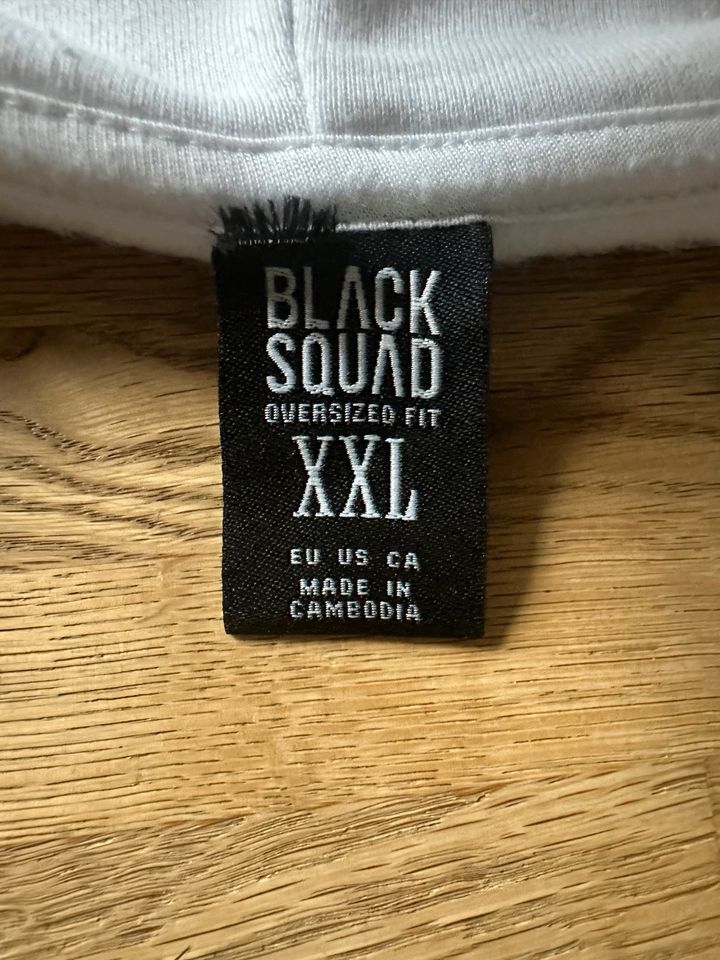 BLACK
SQUAD
OVERSIZED FIT
XXL
EU US CA
MADE IN
CAMBODIA